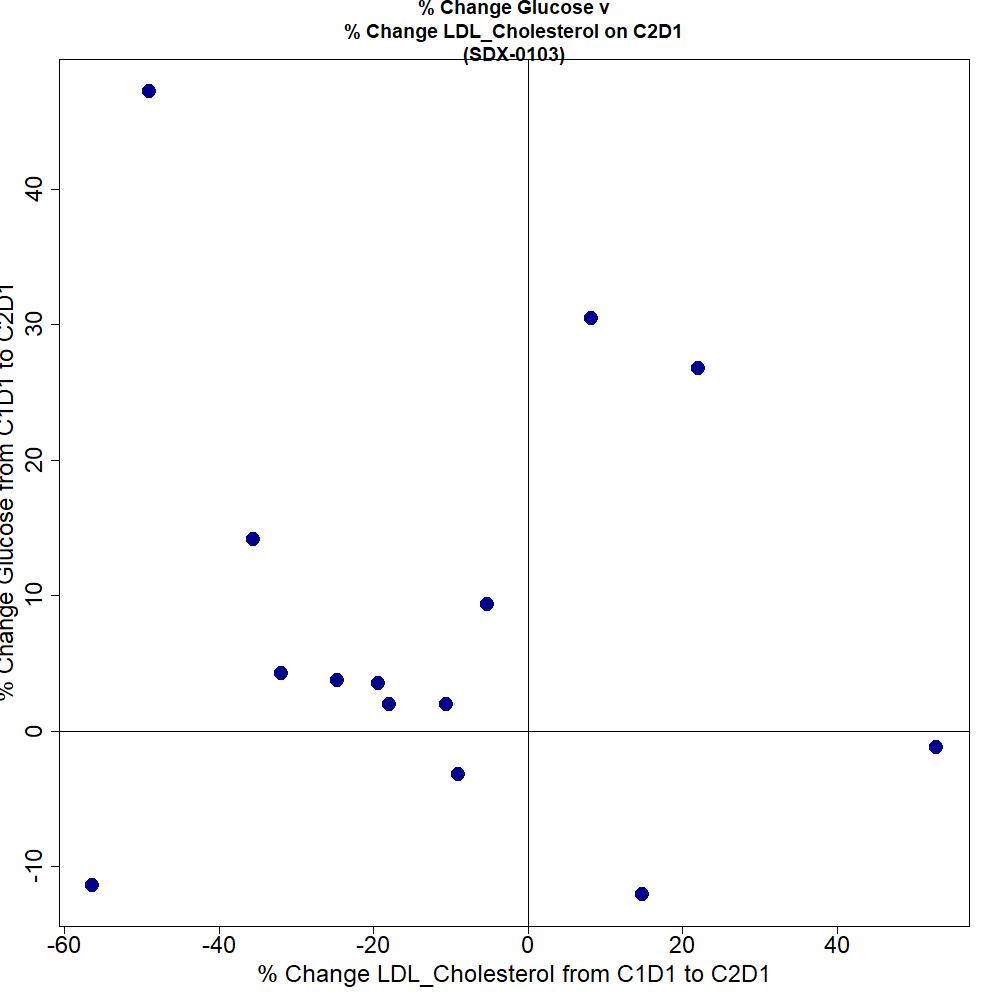 % Change Glucose v
% Change LDL_Cholesterol on C2D1
(SDX-0103)
% Change Glucose from C1D1 to C2D1
40
30
20
10
0
-10
-60
-40
-20
0
20
40
% Change LDL_Cholesterol from C1D1 to C2D1